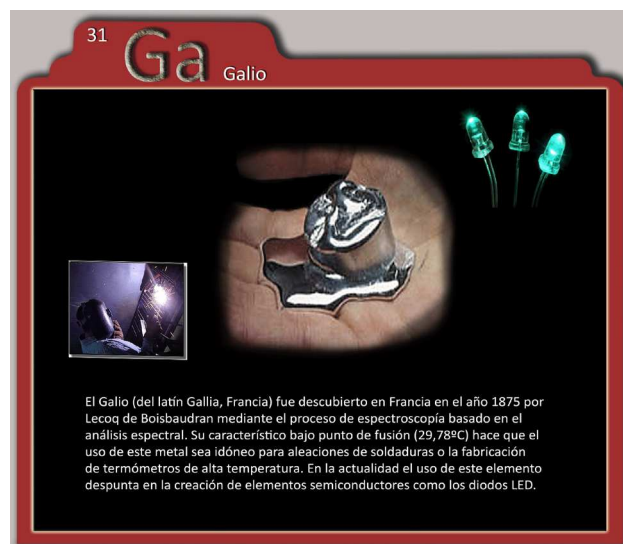 31
Ga
Galio
El Galio (del latín Gallia, Francia) fue descubierto en Francia en el año 1875 por
Lecoq de Boisbaudran mediante el proceso de espectroscopía basado en el
análisis espectral. Su característico bajo punto de fusión (29,78ºC) hace que el
uso de este metal sea idóneo para aleaciones de soldaduras o la fabricación
de termómetros de alta temperatura. En la actualidad el uso de este elemento
despunta en la creación de elementos semiconductores como los diodos LED.